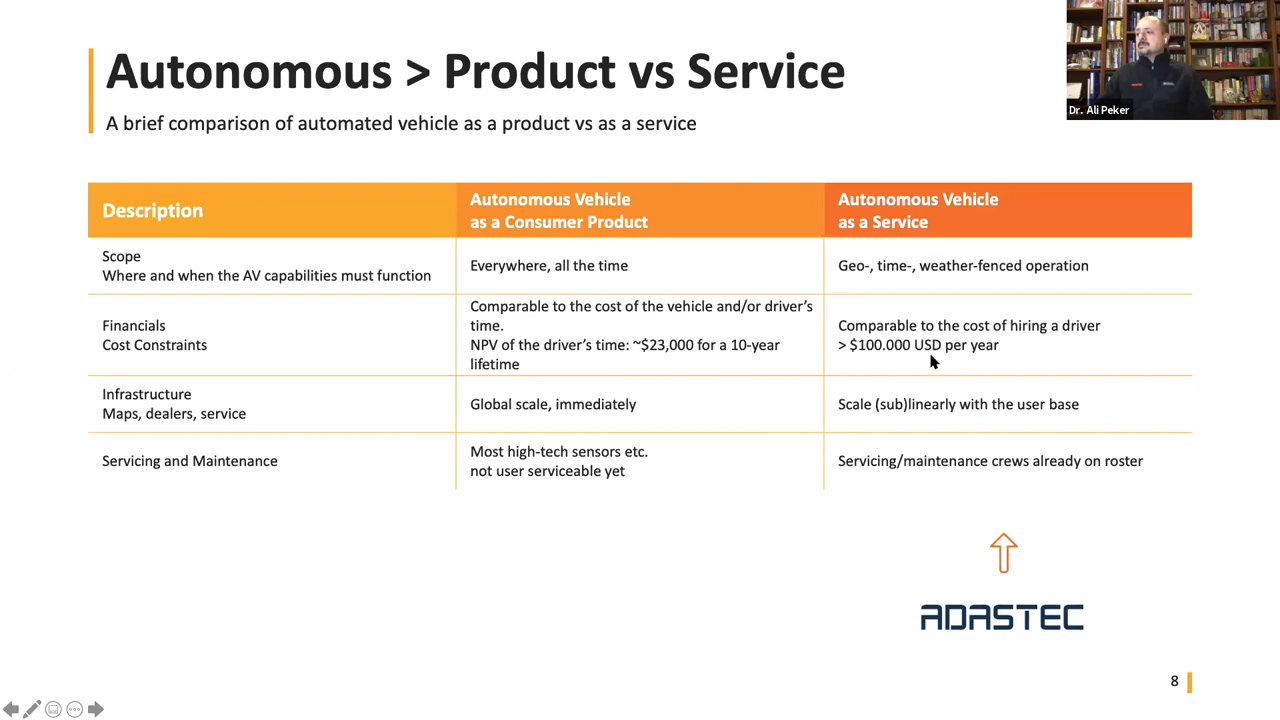 Autonomous > Product vs Service
A brief comparison of automated vehicle as a product vs as a service
Dr. Ali Peker
Description
Autonomous Vehicle
as a Consumer Product
Autonomous Vehicle
as a Service
Scope
Where and when the AV capabilities must function
Everywhere, all the time
Geo-, time-, weather-fenced operation
Financials
Cost Constraints
Comparable to the cost of the vehicle and/or driver's
time.
NPV of the driver's time: ~$23,000 for a 10-year
lifetime
Comparable to the cost of hiring a driver
> $100.000 USD per year
Infrastructure
Maps, dealers, service
Global scale, immediately
Scale (sub)linearly with the user base
Servicing and Maintenance
Most high-tech sensors etc.
not user serviceable yet
Servicing/maintenance crews already on roster
ADASTEC
8